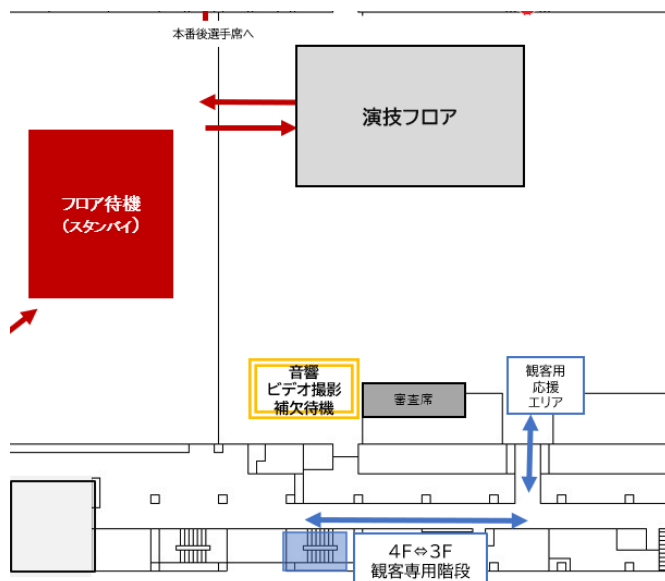 本番後選手席へ
演技フロア
フロア待機
(スタンバイ)
音響
ビデオ撮影
補欠待機
審査席
観客用
応援
エリア
4F⇔3F
観客専用階段